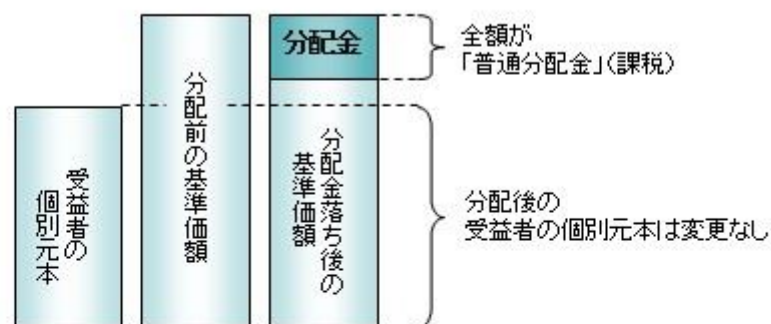 受益者の
個別元本
分配前の基準価額
分配金
分配金落ち後の
基準価額
全額が
「普通分配金」(課税)
分配後の
受益者の個別元本は変更なし